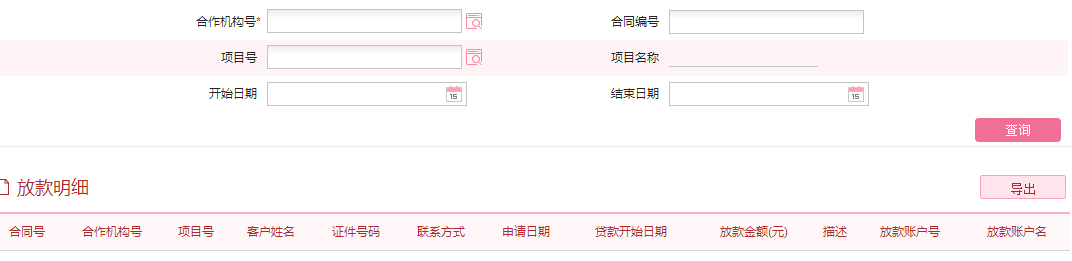 合作机构号* 合同编号
项目号 项目名称
开始日期 15 结束日期 15
查询
放款明细 导出
合同号 合作机构号 项目号 客户姓名 证件号码 联系方式 申请日期 贷款开始日期 放款金额(元) 描述 放款账户号 放款账户名